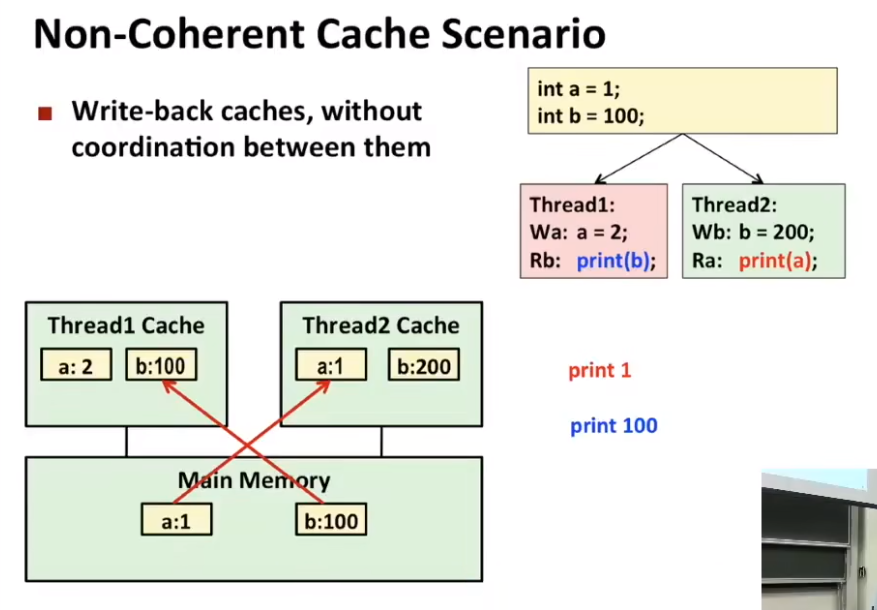 Non-Coherent Cache Scenario
Write-back caches, without
coordination between them
int a = 1;
int b = 100;
Thread1:
Wa: a = 2;
Rb: print(b);
Thread2:
Wb: b = 200;
Ra: print(a);
Thread1 Cache
a: 2
b:100
Thread2 Cache
a:1
b:200
print 1
print 100
Main Memory
a:1
b:100